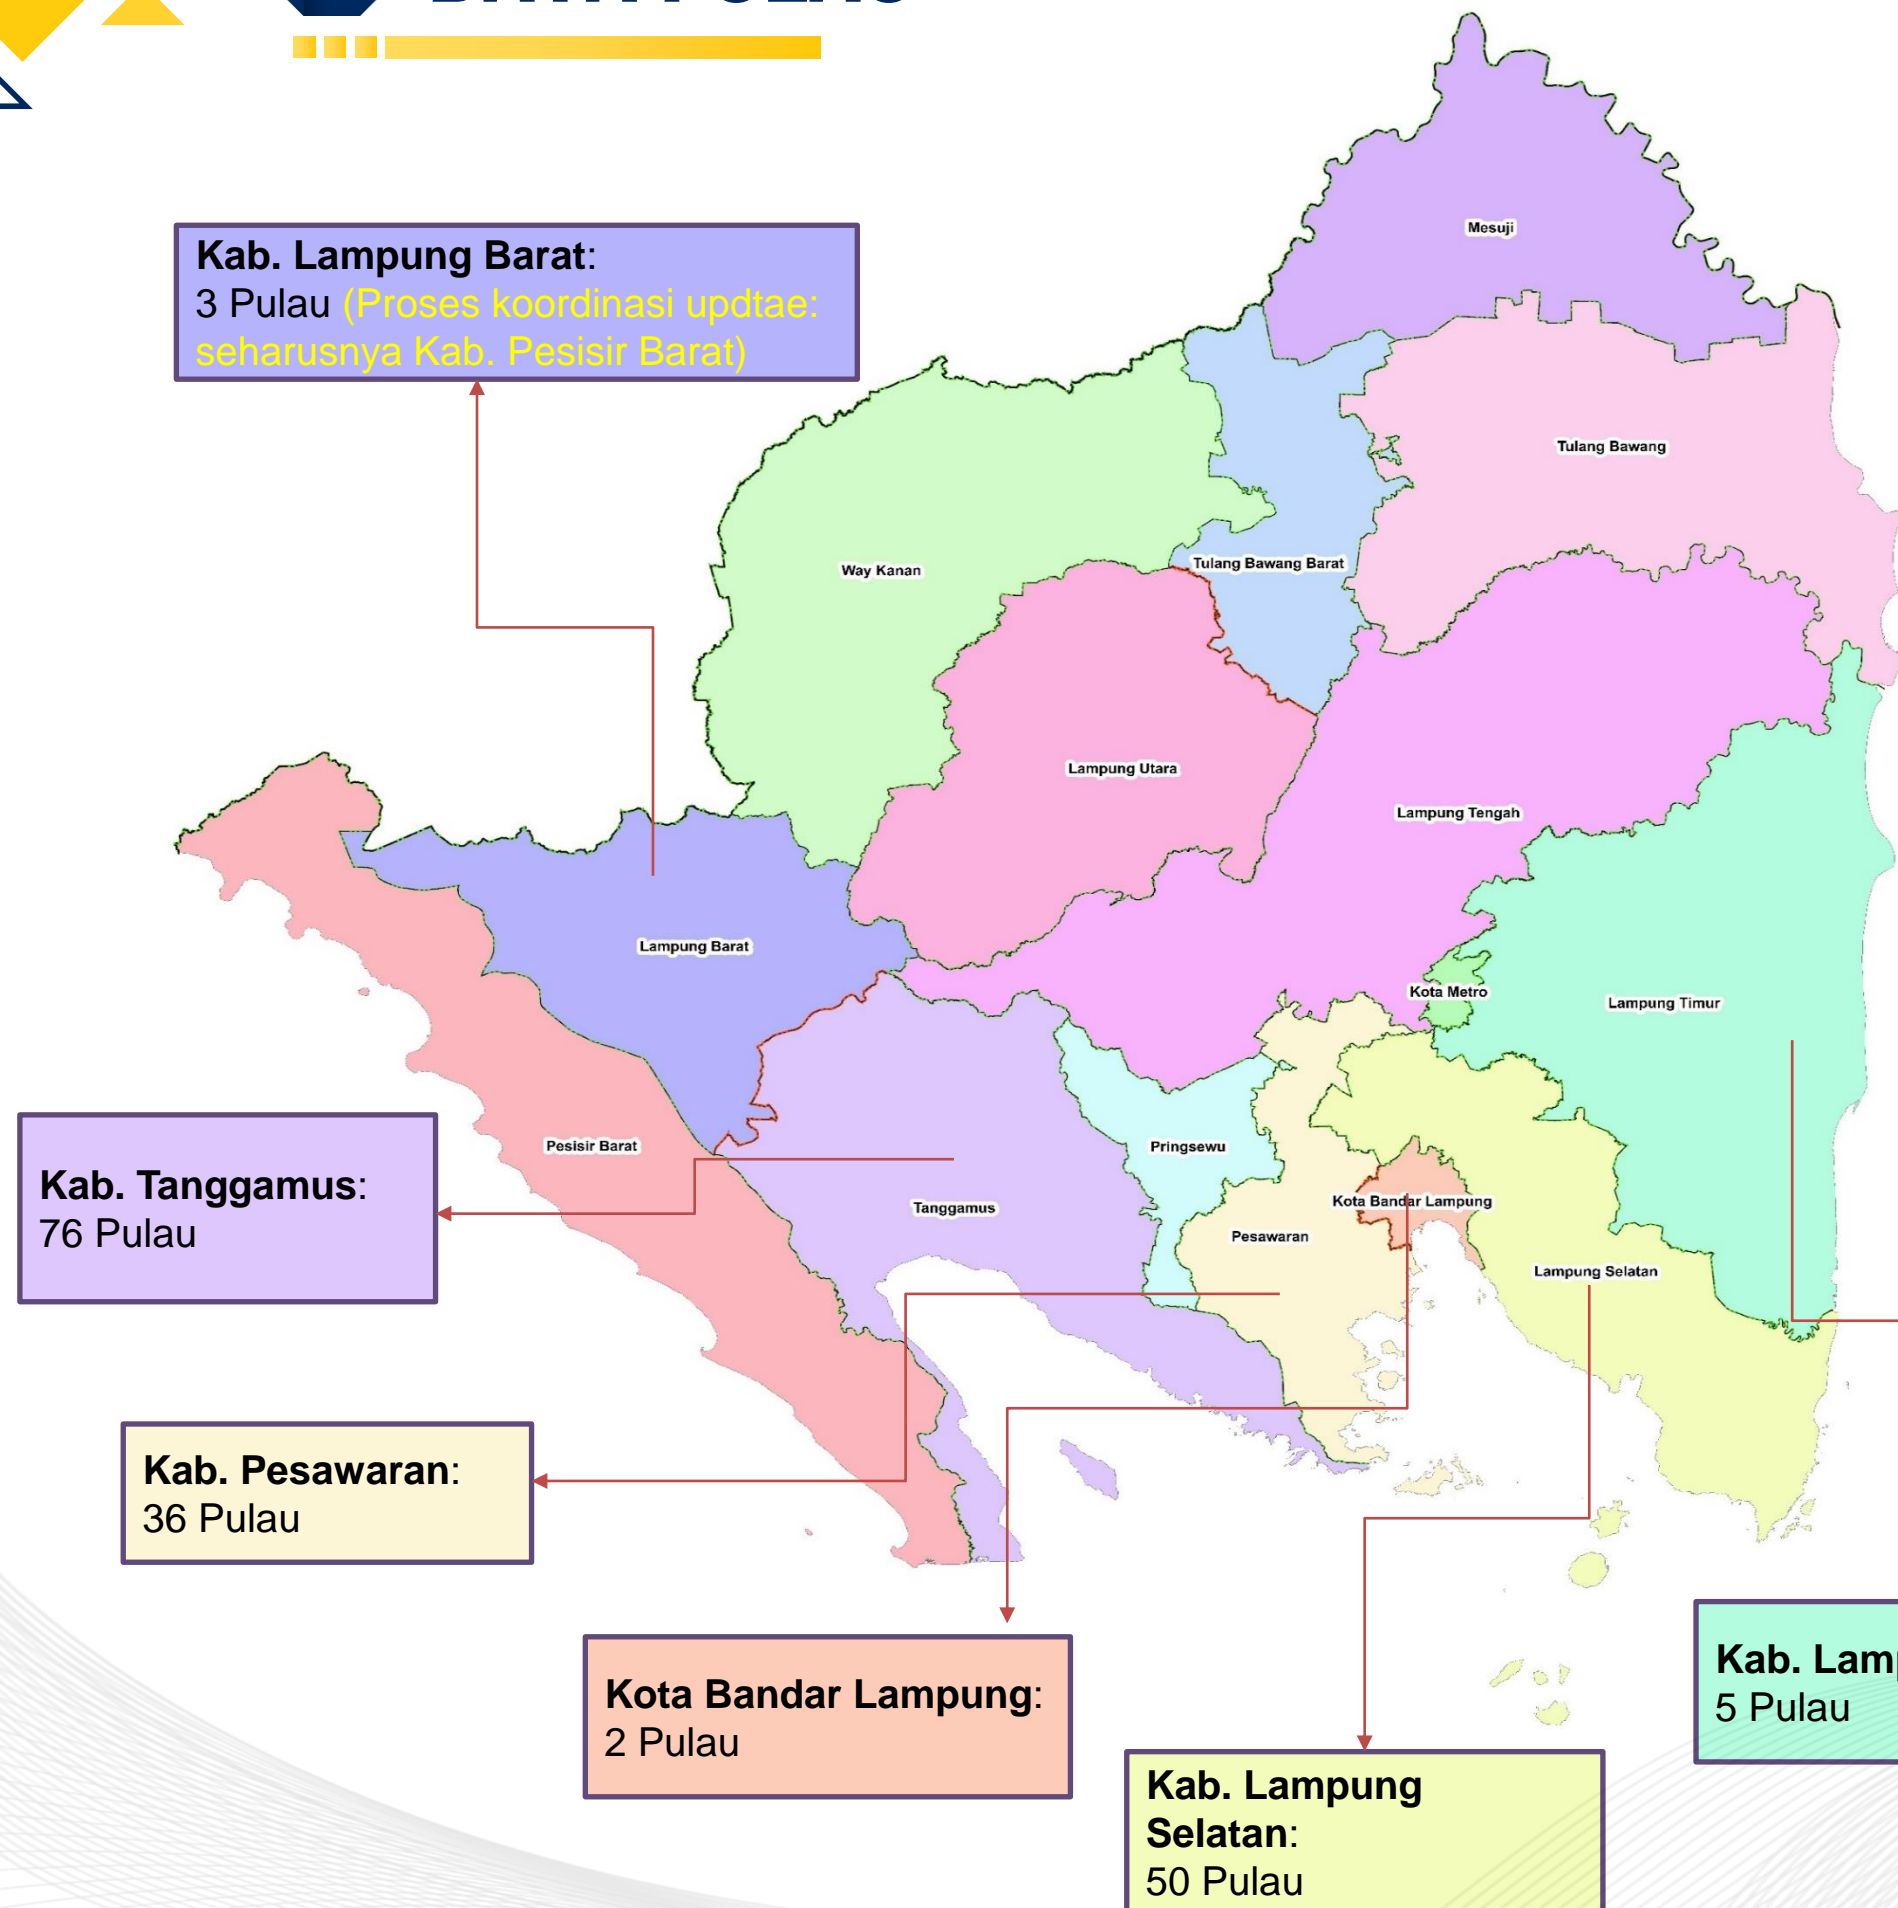 Mesuji
Kab. Lampung Barat:
3 Pulau (Proses koordinasi updtae:
seharusnya Kab. Pesisir Barat)
Tulang Bawang
Way Kanan
Tulang Bawang Barat
Lampung Utara
Lampung Tengah
Lampung Barat
Kota Metro
Lampung Timur
Pesisir Barat
Pringsewu
Kab. Tanggamus:
76 Pulau
Tanggamus
Kota Bandar Lampung
Pesawaran
Lampung Selatan
Kab. Pesawaran:
36 Pulau
Kota Bandar Lampung:
2 Pulau
Kab.
5 Pulau
Kab. Lampung
Selatan:
50 Pulau